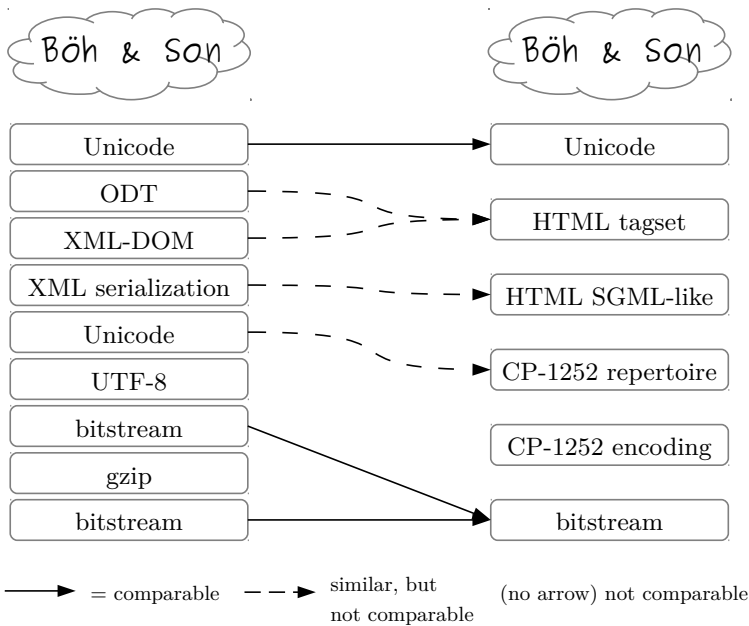 Böh & Son
Böh & Son
Unicode
Unicode
ODT
HTML tagset
XML-DOM
XML serialization
HTML SGML-like
Unicode
CP-1252 repertoire
UTF-8
bitstream
CP-1252 encoding
gzip
bitstream
bitstream
= comparable
similar, but
not comparable
(no arrow) not comparable